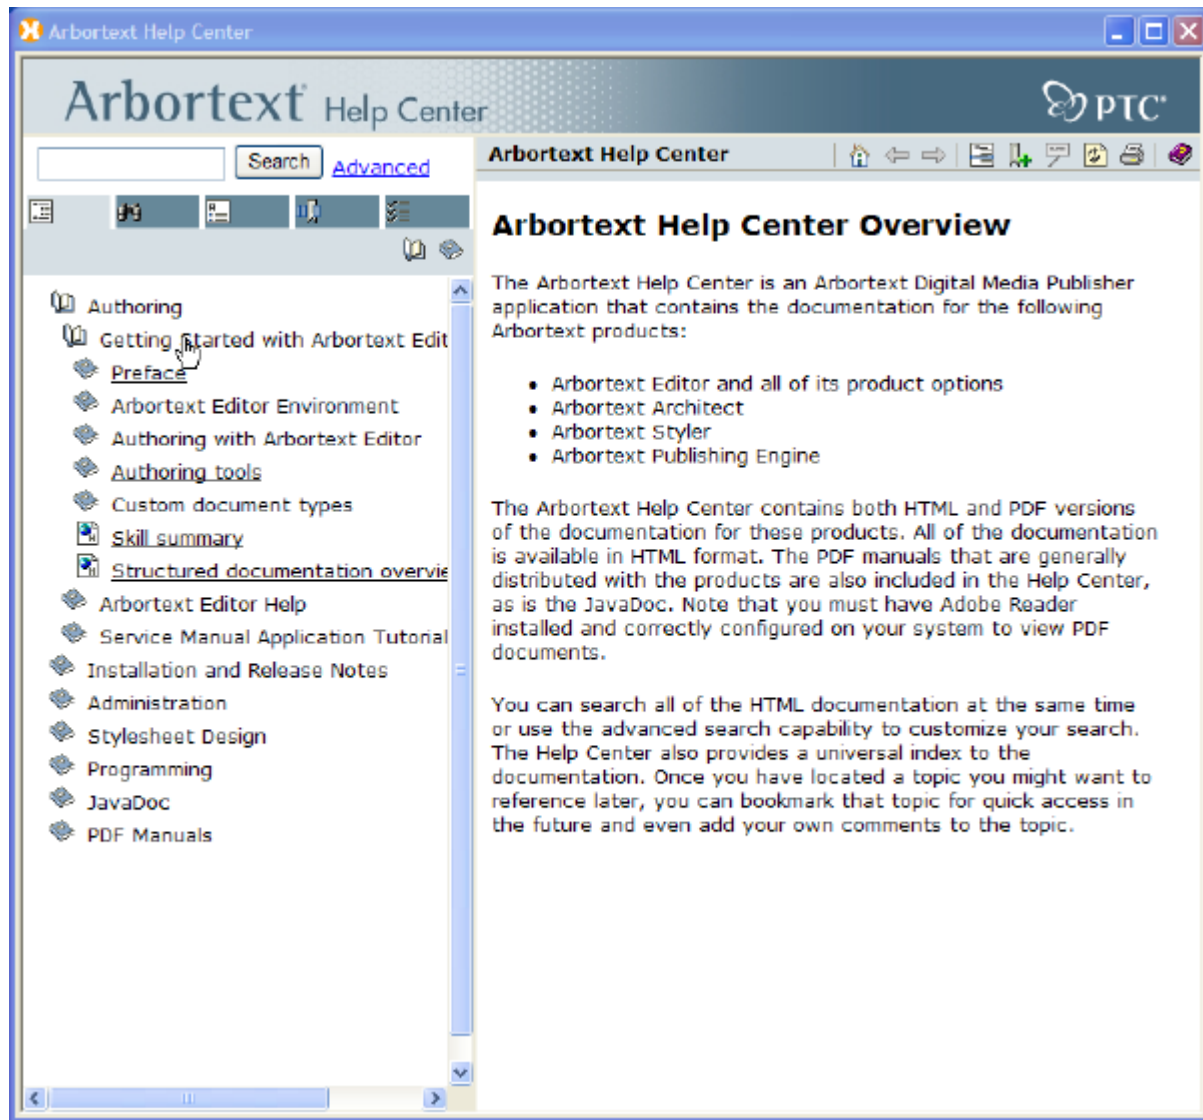 Arbortext Help Center
Arbortext Help Center
PTC
Search Advanced
Authoring
Getting Started with Arbortext Edit
Preface
Arbortext Editor Environment
Authoring with Arbortext Editor
Authoring tools
Custom document types
Skill summary
Structured documentation overvie
Arbortext Editor Help
Service Manual Application Tutorial
Installation and Release Notes
Administration
Stylesheet Design
Programming
JavaDoc
PDF Manuals
Arbortext Help Center
Arbortext Help Center Overview
The Arbortext Help Center is an Arbortext Digital Media Publisher
application that contains the documentation for the following
Arbortext products:
• Arbortext Editor and all of its product options
• Arbortext Architect
• Arbortext Styler
• Arbortext Publishing Engine
The Arbortext Help Center contains both HTML and PDF versions
of the documentation for these products. All of the documentation
is available in HTML format. The PDF manuals that are generally
distributed with the products are also included in the Help Center,
as is the JavaDoc. Note that you must have Adobe Reader
installed and correctly configured on your system to view PDF
documents.
You can search all of the HTML documentation at the same time
or use the advanced search capability to customize your search.
The Help Center also provides a universal index to the
documentation. Once you have located a topic you might want to
reference later, you can bookmark that topic for quick access in
the future and even add your own comments to the topic.